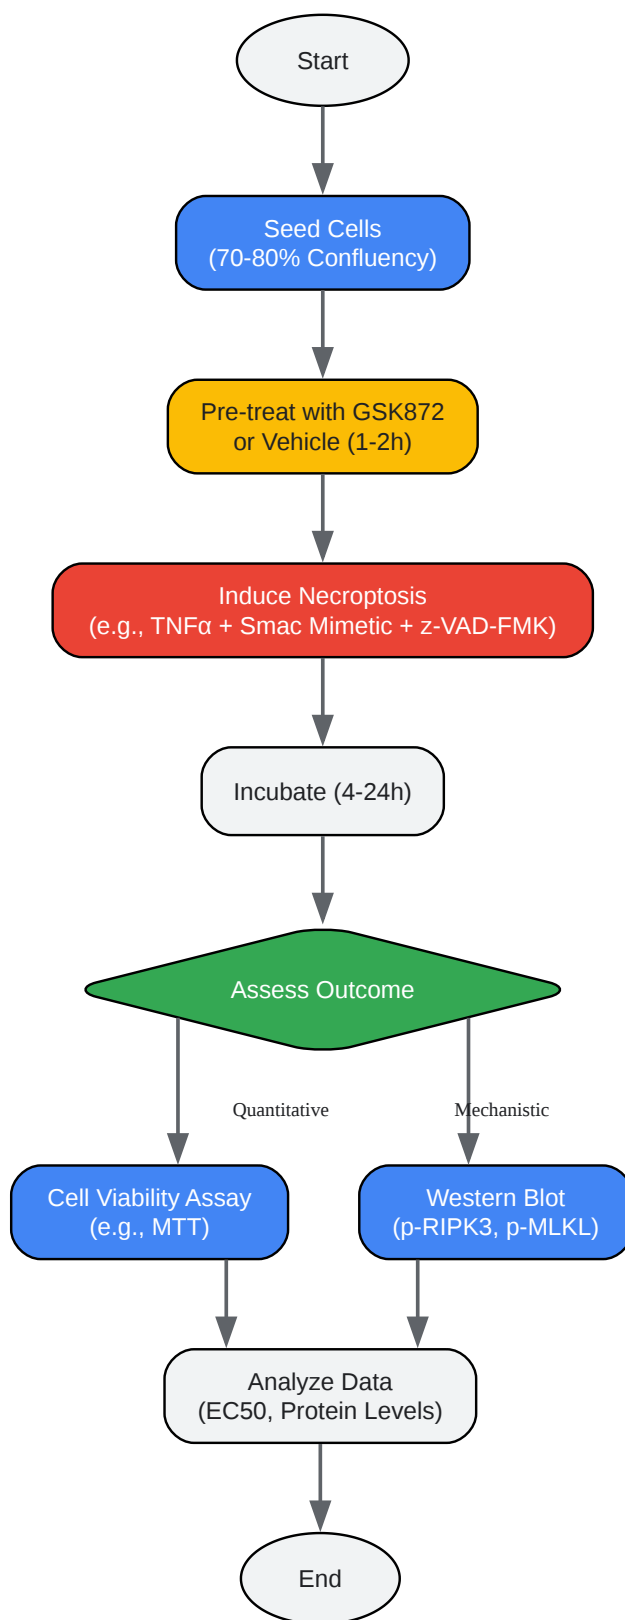 Start
Seed Cells
(70-80% Confluency)
Pre-treat with GSK872
or Vehicle (1-2h)
Induce Necroptosis
(e.g., TNFα + Smac Mimetic + z-VAD-FMK)
Incubate (4-24h)
Assess Outcome
Quantitative
Mechanistic
Cell Viability Assay
(e.g., MTT)
Western Blot
(p-RIPK3, p-MLKL)
Analyze Data
(EC50, Protein Levels)
End